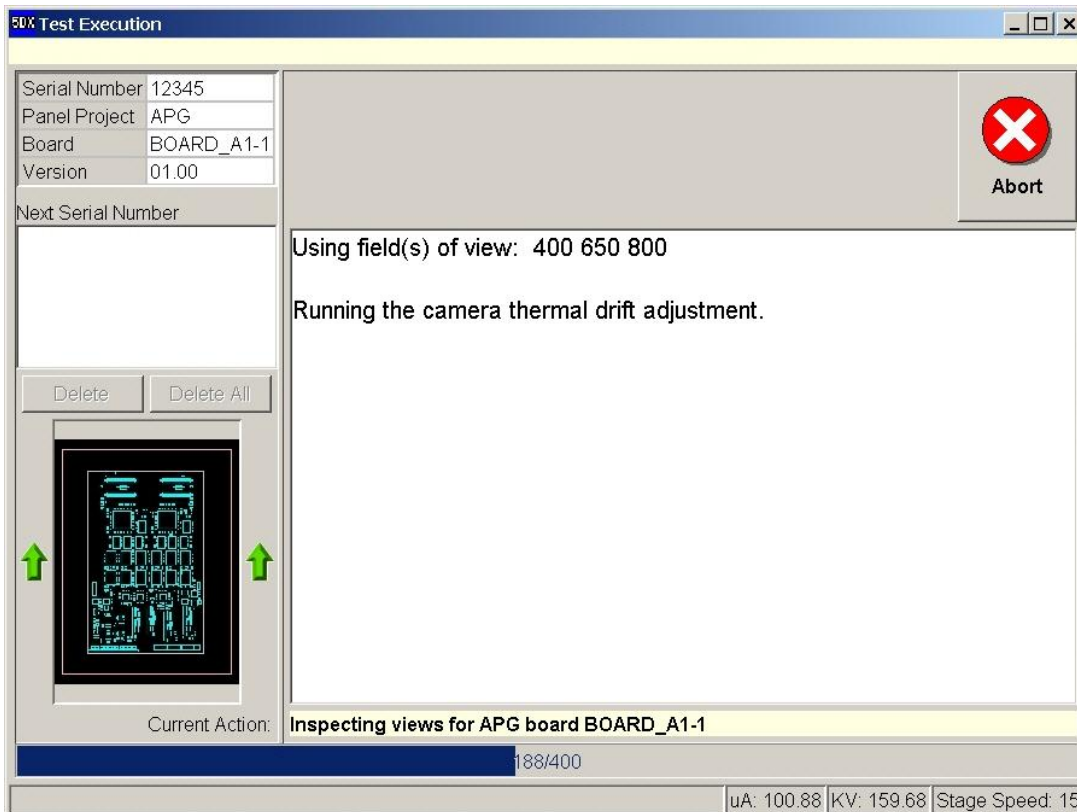 5DX Test Execution
Serial Number 12345
Panel Project APG
Board BOARD_A1-1
Version 01.00
Next Serial Number
Delete Delete All
Abort
Using field(s) of view: 400 650 800
Running the camera thermal drift adjustment.
Current Action: Inspecting views for APG board BOARD_A1-1
188/400
uA: 100.88 KV: 159.68 Stage Speed: 15